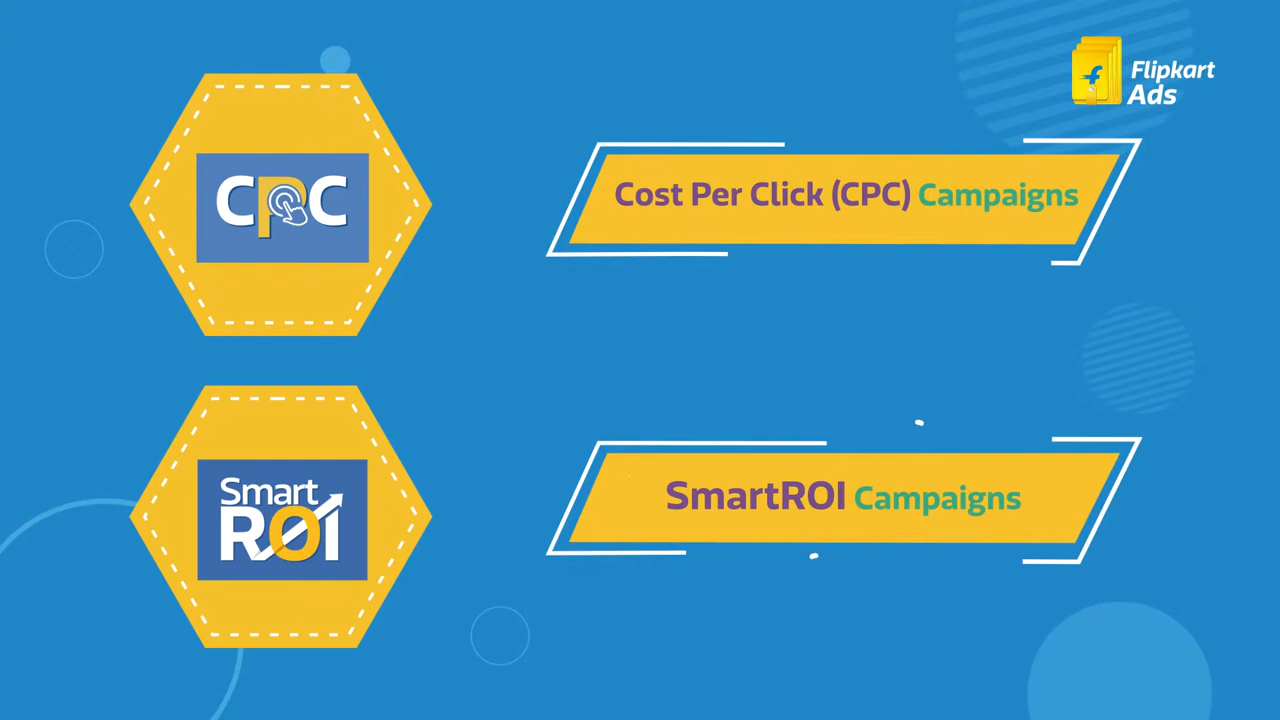 Flipkart
Ads
CPC
Cost Per Click (CPC) Campaigns
Smart
ROI
SmartROI Campaigns